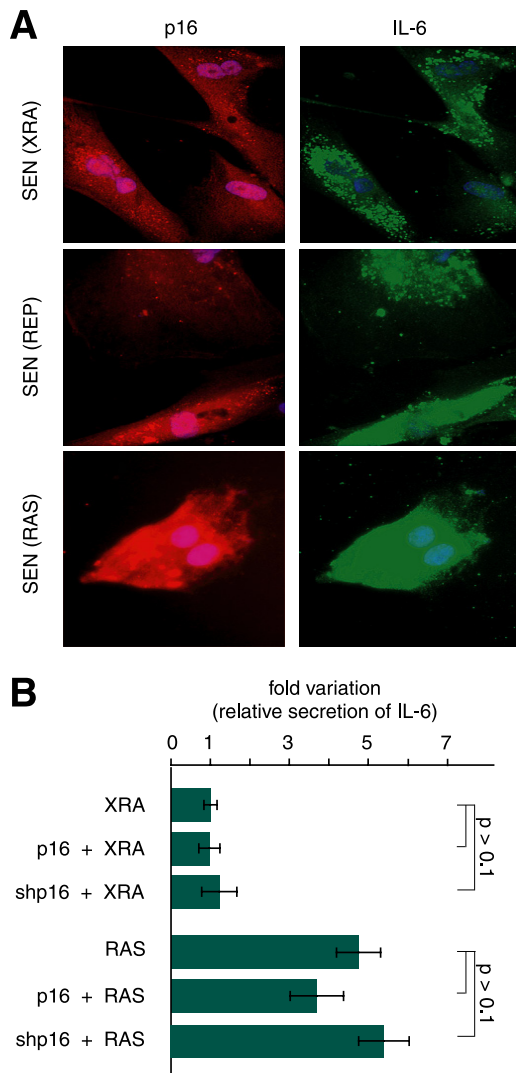 A
p16
IL-6
SEN (XRA)
SEN (REP)
SEN (RAS)
B
fold variation
(relative secretion of IL-6)
0 1 3 5 7
XRA
p16 + XRA
shp16 + XRA
p > 0.1
RAS
p16 + RAS
shp16 + RAS
p > 0.1